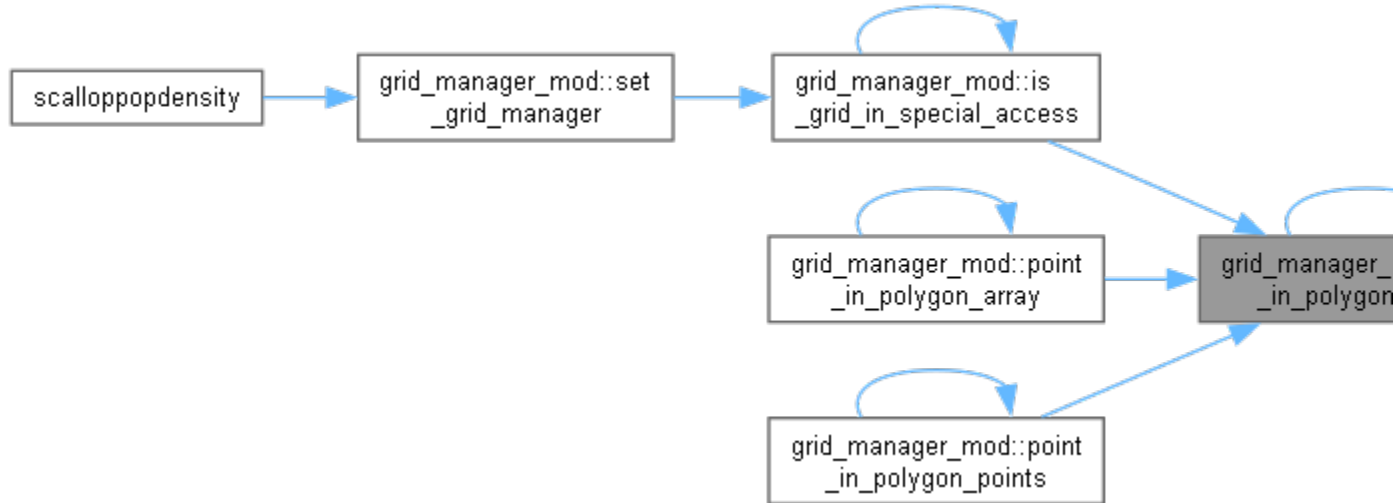 scalloppopdensity
grid_manager_mod::set
_grid_manager
grid_manager_mod::is
_grid_in_special_access
grid_manager_mod::point
_in_polygon_array
grid_manager_
_in_polygon
grid_manager_mod::point
_in_polygon_points